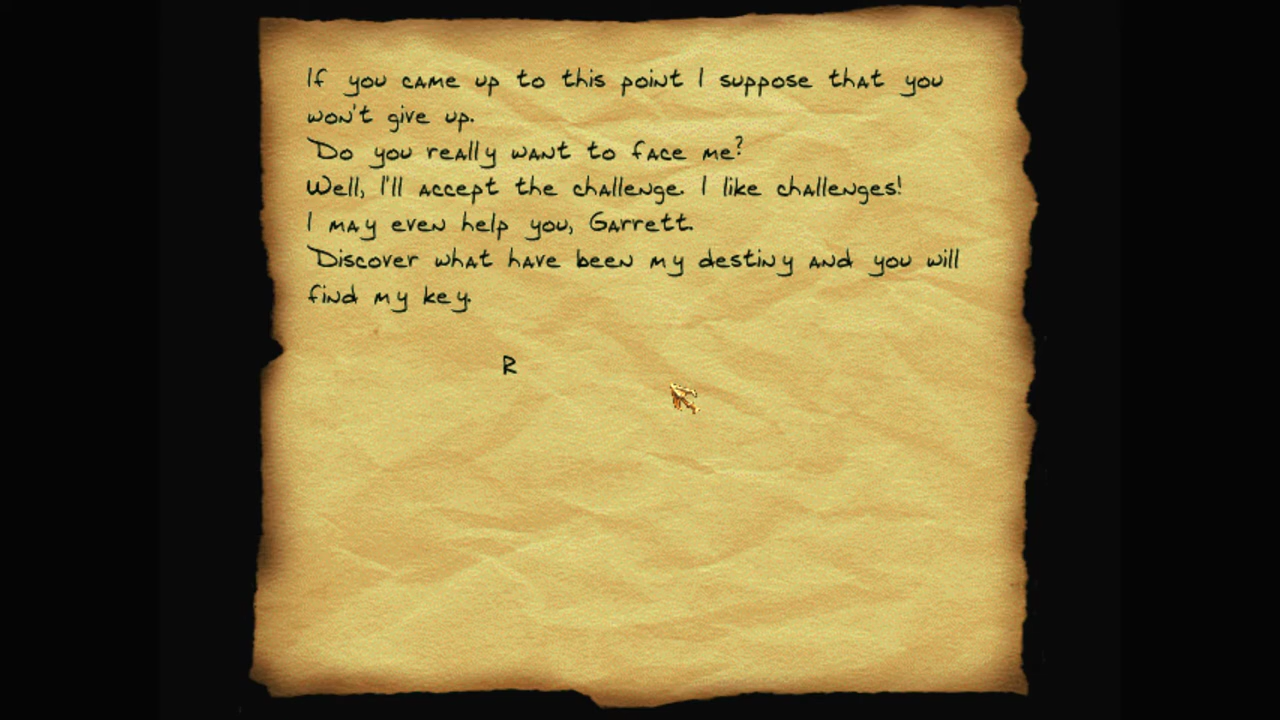 If you came up to this point I suppose that you
won't give up.
Do you really want to face me?
Well, I'll accept the challenge. I like challenges!
I may even help you, Garrett.
Discover what have been my destiny and you will
find my key.
R